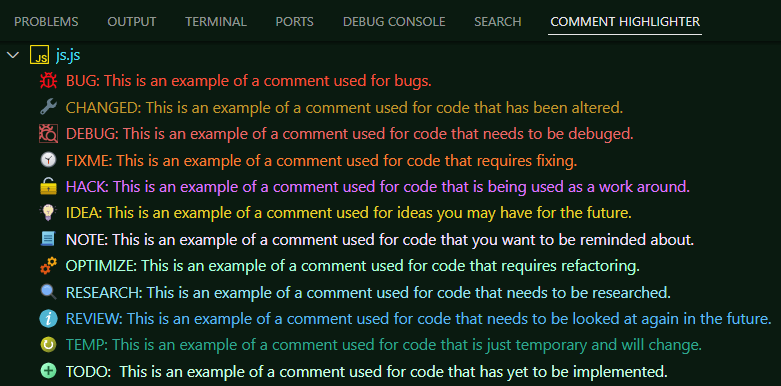 PROBLEMS OUTPUT TERMINAL PORTS DEBUG CONSOLE SEARCH COMMENT HIGHLIGHTER
JS js.js
BUG: This is an example of a comment used for bugs.
CHANGED: This is an example of a comment used for code that has been altered.
DEBUG: This is an example of a comment used for code that needs to be debuged.
FIXME: This is an example of a comment used for code that requires fixing.
HACK: This is an example of a comment used for code that is being used as a work around.
IDEA: This is an example of a comment used for ideas you may have for the future.
NOTE: This is an example of a comment used for code that you want to be reminded about.
OPTIMIZE: This is an example of a comment used for code that requires refactoring.
RESEARCH: This is an example of a comment used for code that needs to be researched.
REVIEW: This is an example of a comment used for code that needs to be looked at again in the future.
TEMP: This is an example of a comment used for code that is just temporary and will change.
TODO: This is an example of a comment used for code that has yet to be implemented.